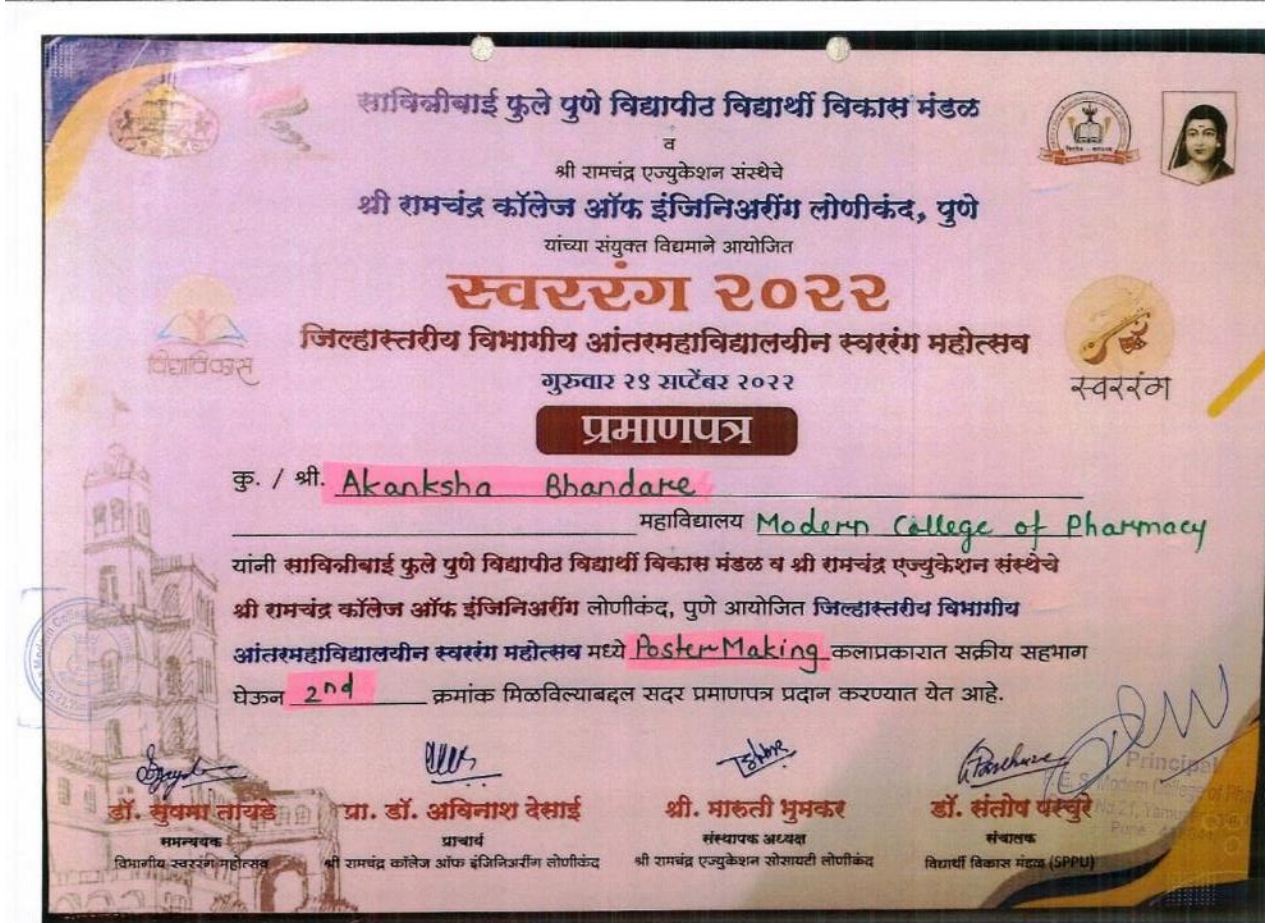 सावित्रीबाई फुले पुणे विद्यापीठ विद्यार्थी विकास मंडळ
व
श्री रामचंद्र एज्युकेशन संस्थेचे
श्री रामचंद्र कॉलेज ऑफ इंजिनिअरींग लोणीकंद, पुणे
यांच्या संयुक्त विद्यमाने आयोजित
स्वररंग २०२२
जिल्हास्तरीय विभागीय आंतरमहाविद्यालयीन स्वररंग महोत्सव
विद्याविकास
गुरुवार २९ सप्टेंबर २०२२
स्वररंग
प्रमाणपत्र
कु. / श्री. Akanksha Bhandare
महाविद्यालय Modern College of Pharmacy
यांनी सावित्रीबाई फुले पुणे विद्यापीठ विद्यार्थी विकास मंडळ व श्री रामचंद्र एज्युकेशन संस्थेचे
श्री रामचंद्र कॉलेज ऑफ इंजिनिअरींग लोणीकंद, पुणे आयोजित जिल्हास्तरीय विभागीय
आंतरमहाविद्यालयीन स्वररंग महोत्सव मध्ये Poster Making कलाप्रकारात सक्रीय सहभाग
घेऊन 2nd क्रमांक मिळविल्याबद्दल सदर प्रमाणपत्र प्रदान करण्यात येत आहे.
डॉ. सुषमा तायडे प्रा. डॉ. अविनाश देसाई श्री. मारुती भुमकर डॉ. संतोष परचुरे
समन्वयक प्राचार्य संस्थापक अध्यक्ष संचालक
विभागीय स्वररंग महोत्सव श्री रामचंद्र कॉलेज ऑफ इंजिनिअरींग लोणीकंद श्री रामचंद्र एज्युकेशन सोसायटी लोणीकंद विद्यार्थी विकास मंडळ (SPPU)
Principal
Modern College of